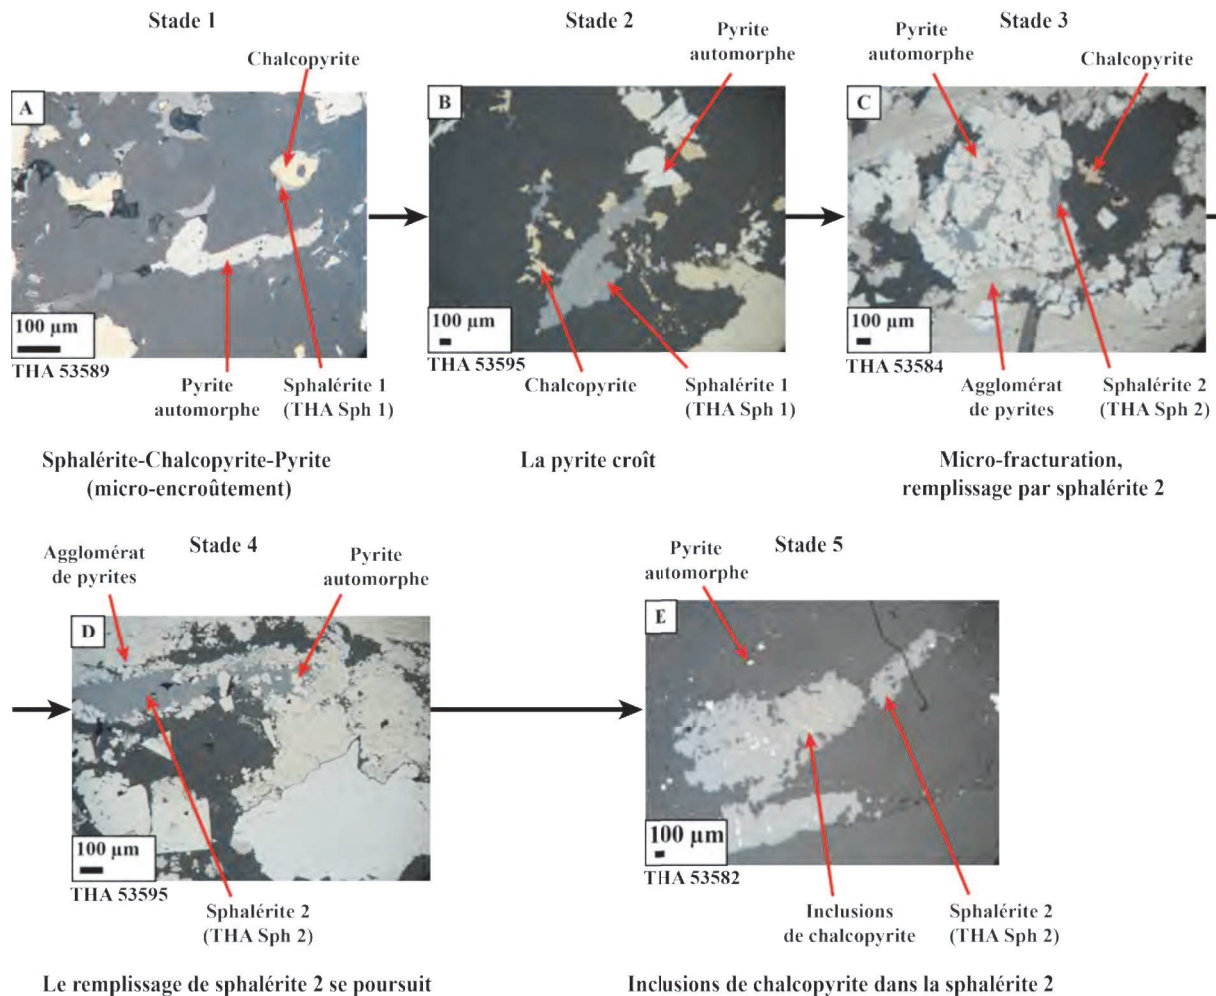 Stade 1
Chalcopyrite
A
100 µm
THA 53589
Pyrite
automorphe
Sphalérite 1
(THA Sph 1)
Sphalérite-Chalcopyrite-Pyrite
(micro-encroûtement)
Stade 2
Pyrite
automorphe
B
100 µm
THA 53595
Chalcopyrite
Sphalérite 1
(THA Sph 1)
La pyrite croît
Stade 3
Pyrite
automorphe
Chalcopyrite
C
100 µm
THA 53584
Agglomérat
de pyrites
Sphalérite 2
(THA Sph 2)
Micro-fracturation,
remplissage par sphalérite 2
Stade 4
Agglomérat
de pyrites
Pyrite
automorphe
D
100 µm
THA 53595
Sphalérite 2
(THA Sph 2)
Le remplissage de sphalérite 2 se poursuit
Stade 5
Pyrite
automorphe
E
100 µm
THA 53582
Inclusions
de chalcopyrite
Sphalérite 2
(THA Sph 2)
Inclusions de chalcopyrite dans la sphalérite 2